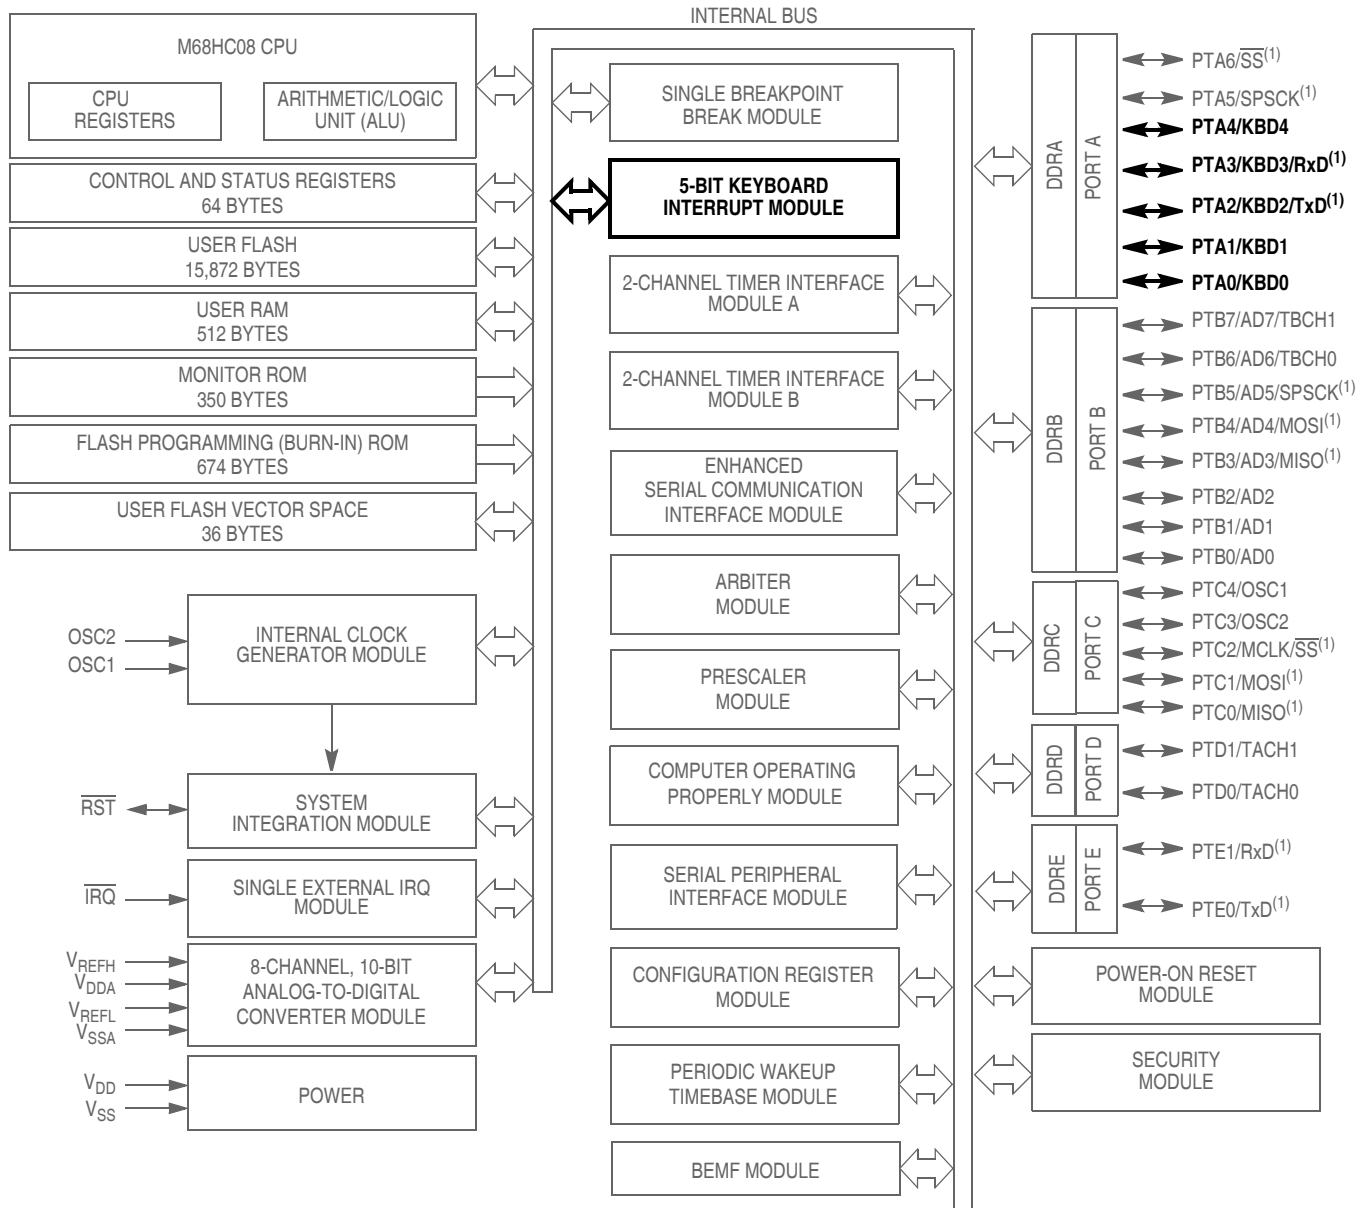 INTERNAL BUS
M68HC08 CPU
CPU
REGISTERS
ARITHMETIC/LOGIC
UNIT (ALU)
CONTROL AND STATUS REGISTERS
64 BYTES
USER FLASH
15,872 BYTES
USER RAM
512 BYTES
MONITOR ROM
350 BYTES
FLASH PROGRAMMING (BURN-IN) ROM
674 BYTES
USER FLASH VECTOR SPACE
36 BYTES
OSC2
OSC1
INTERNAL CLOCK
GENERATOR MODULE
RST
SYSTEM
INTEGRATION MODULE
IRQ
SINGLE EXTERNAL IRQ
MODULE
VREFH
VDDA
VREFL
VSSA
8-CHANNEL, 10-BIT
ANALOG-TO-DIGITAL
CONVERTER MODULE
VDD
VSS
POWER
SINGLE BREAKPOINT
BREAK MODULE
5-BIT KEYBOARD
INTERRUPT MODULE
2-CHANNEL TIMER INTERFACE
MODULE A
2-CHANNEL TIMER INTERFACE
MODULE B
ENHANCED
SERIAL COMMUNICATION
INTERFACE MODULE
ARBITER
MODULE
PRESCALER
MODULE
COMPUTER OPERATING
PROPERLY MODULE
SERIAL PERIPHERAL
INTERFACE MODULE
CONFIGURATION REGISTER
MODULE
PERIODIC WAKEUP
TIMEBASE MODULE
BEMF MODULE
DDRA
PORT A
PTA6/SS(1)
PTA5/SPSCK(1)
PTA4/KBD4
PTA3/KBD3/RxD(1)
PTA2/KBD2/TxD(1)
PTA1/KBD1
PTA0/KBD0
DDRB
PORT B
PTB7/AD7/TBCH1
PTB6/AD6/TBCH0
PTB5/AD5/SPSCK(1)
PTB4/AD4/MOSI(1)
PTB3/AD3/MISO(1)
PTB2/AD2
PTB1/AD1
PTB0/AD0
DDRC
PORT C
PTC4/OSC1
PTC3/OSC2
PTC2/MCLK/SS(1)
PTC1/MOSI(1)
PTC0/MISO(1)
DDRD
PORT D
PTD1/TACH1
PTD0/TACH0
DDRE
PORT E
PTE1/RxD(1)
PTE0/TxD(1)
POWER-ON RESET
MODULE
SECURITY
MODULE